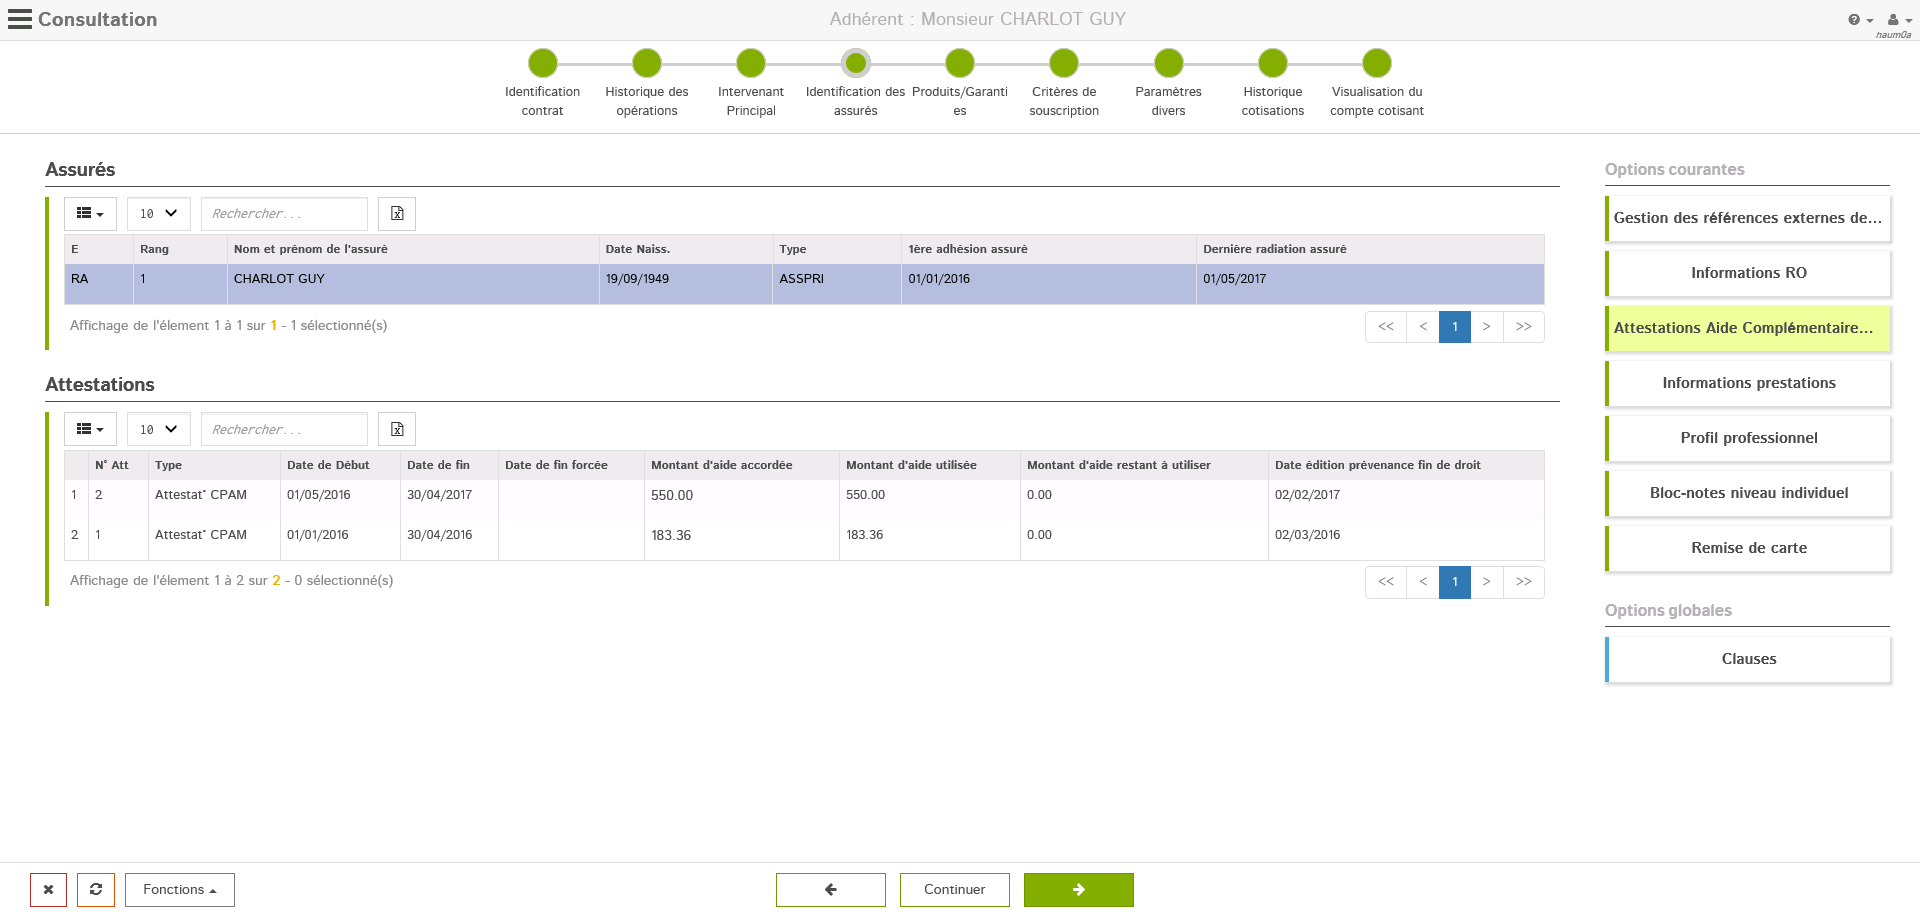 Consultation
Adhérent : Monsieur CHARLOT GUY
haum0a
Identification contrat
Historique des opérations
Intervenant Principal
Identification des assurés
Produits/Garanti es
Critères de souscription
Paramètres divers
Historique cotisations
Visualisation du compte cotisant
Assurés
10 Rechercher...
E Rang Nom et prénom de l'assuré Date Naiss. Type 1ère adhésion assuré Dernière radiation assuré
RA 1 CHARLOT GUY 19/09/1949 ASSPRI 01/01/2016 01/05/2017
Affichage de l'élement 1 à 1 sur 1 - 1 sélectionné(s)
<< < 1 > >>
Attestations
10 Rechercher...
N° Att Type Date de Début Date de fin Date de fin forcée Montant d'aide accordée Montant d'aide utilisée Montant d'aide restant à utiliser Date édition prévenance fin de droit
1 2 Attestat° CPAM 01/05/2016 30/04/2017 550.00 550.00 0.00 02/02/2017
2 1 Attestat° CPAM 01/01/2016 30/04/2016 183.36 183.36 0.00 02/03/2016
Affichage de l'élement 1 à 2 sur 2 - 0 sélectionné(s)
<< < 1 > >>
Options courantes
Gestion des références externes de...
Informations RO
Attestations Aide Complémentaire...
Informations prestations
Profil professionnel
Bloc-notes niveau individuel
Remise de carte
Options globales
Clauses
Fonctions
Continuer